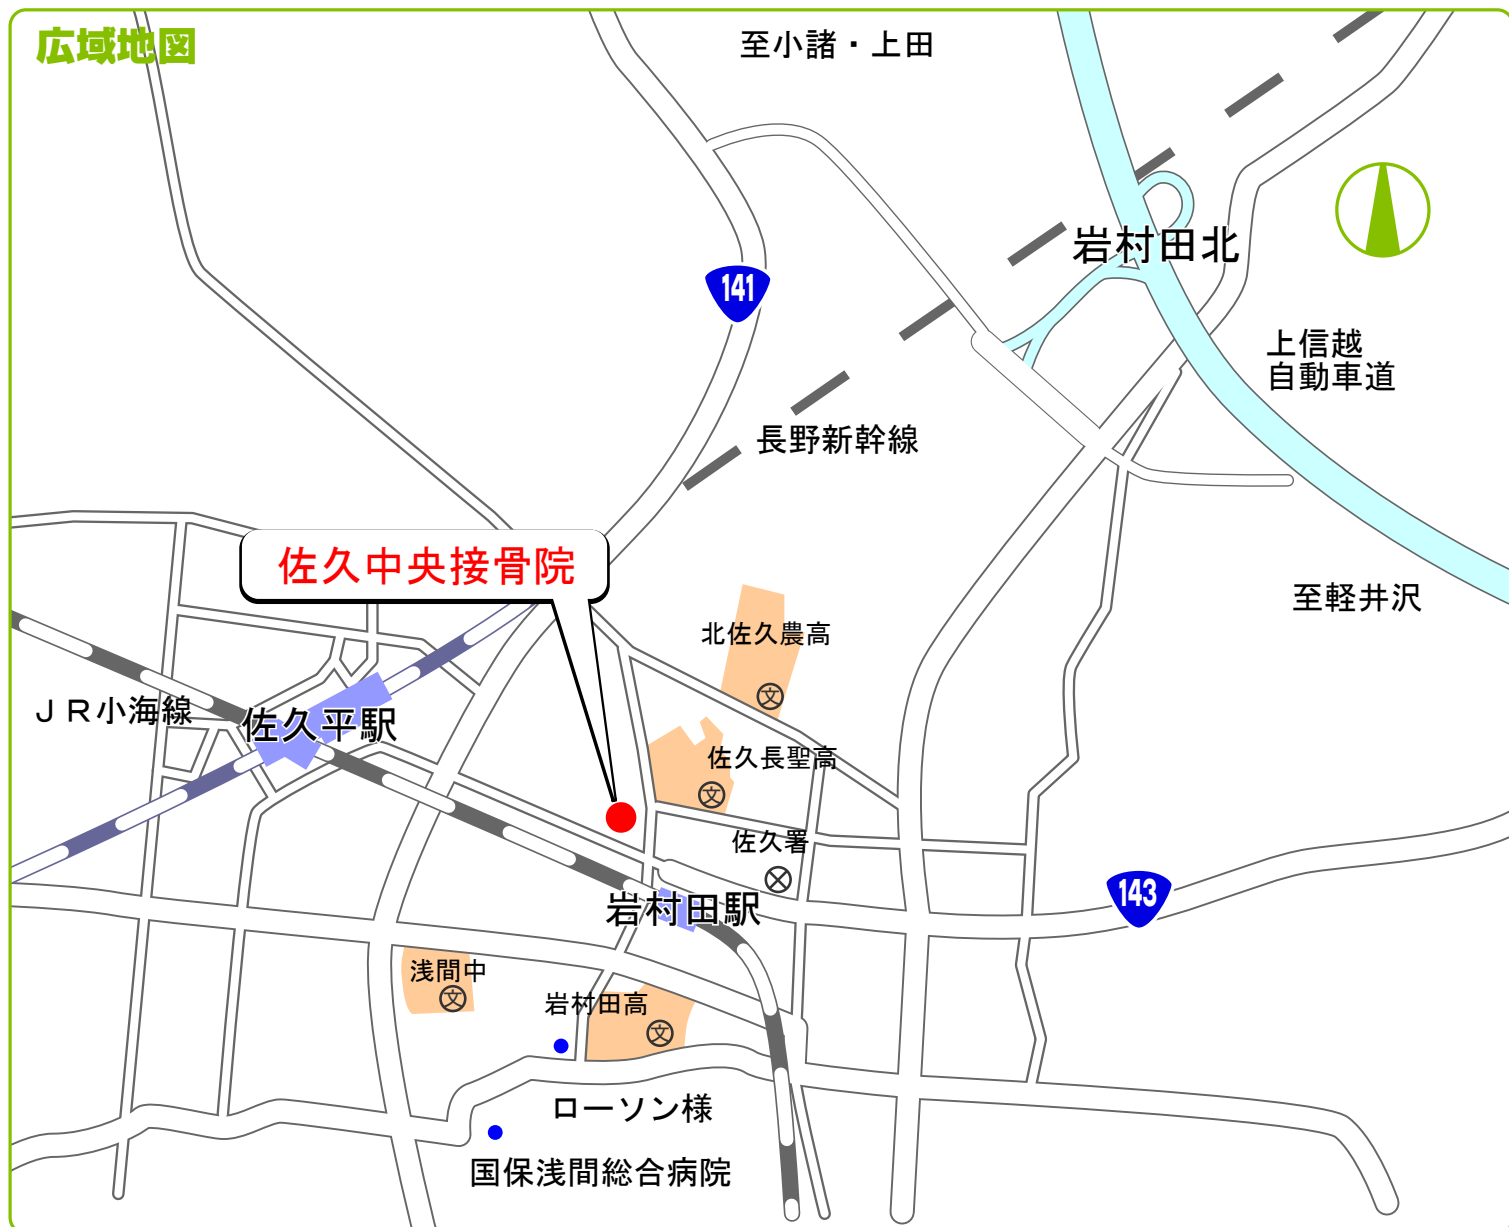 広域地図
至小諸・上田
岩村田北
141
上信越
自動車道
長野新幹線
佐久中央接骨院
至軽井沢
北佐久農高
文
JR小海線
佐久平駅
佐久長聖高
文
佐久署
143
岩村田駅
浅間中
文
岩村田高
文
ローソン様
国保浅間総合病院